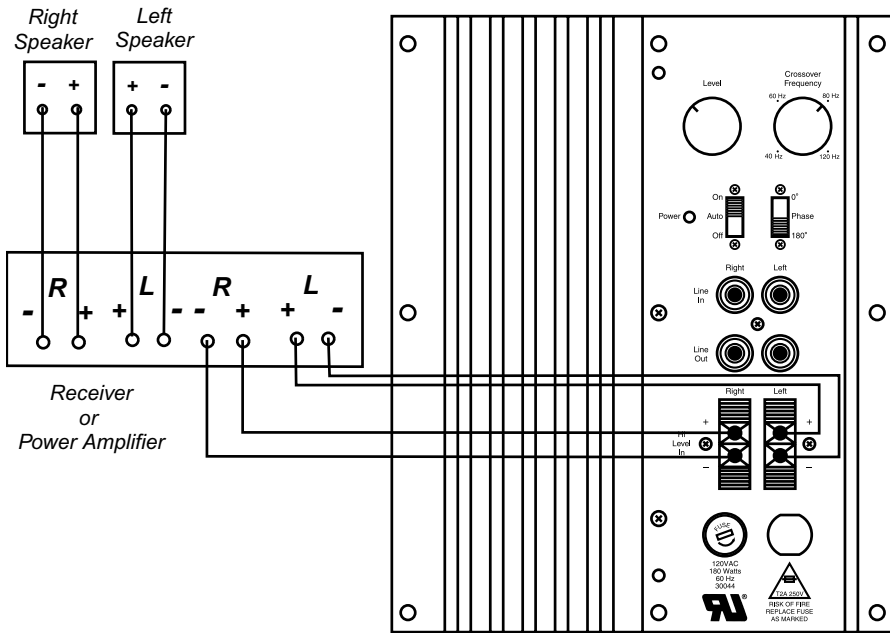 Right
Speaker
Left
Speaker
- +
+ -
R L R L
- + + - - + + -
Receiver
or
Power Amplifier
Level
Crossover
Frequency
60 Hz 80 Hz
40 Hz 120 Hz
On
Power Auto
Off
0°
Phase
180°
Right Left
Line
In
Line
Out
Right Left
+ +
Hi
Level
In
– –
FUSE
120VAC
180 Watts
60 Hz
30044
RU®
T2A 250V
RISK OF FIRE
REPLACE FUSE
AS MARKED